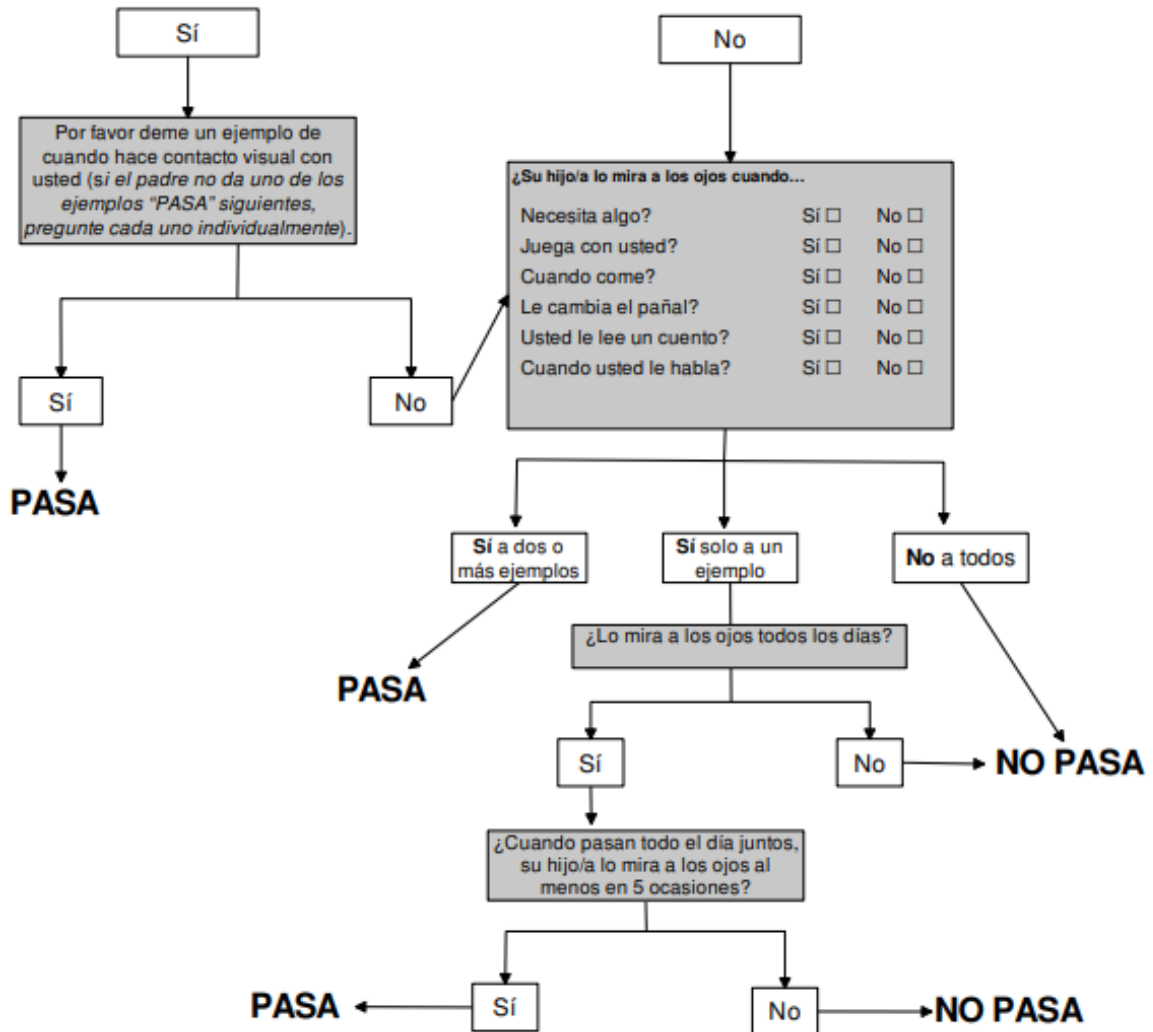 Sí
No
Por favor deme un ejemplo de
cuando hace contacto visual con
usted (si el padre no da uno de los
ejemplos “PASA” siguientes,
pregunte cada uno individualmente).
¿Su hijo/a lo mira a los ojos cuando...
Necesita algo? Sí ☐ No ☐
Juega con usted? Sí ☐ No ☐
Cuando come? Sí ☐ No ☐
Le cambia el pañal? Sí ☐ No ☐
Usted le lee un cuento? Sí ☐ No ☐
Cuando usted le habla? Sí ☐ No ☐
Sí
No
PASA
Sí a dos o
más ejemplos
Sí solo a un
ejemplo
No a todos
¿Lo mira a los ojos todos los días?
PASA
Sí
No
NO PASA
¿Cuando pasan todo el día juntos,
su hijo/a lo mira a los ojos al
menos en 5 ocasiones?
PASA
Sí
No
NO PASA